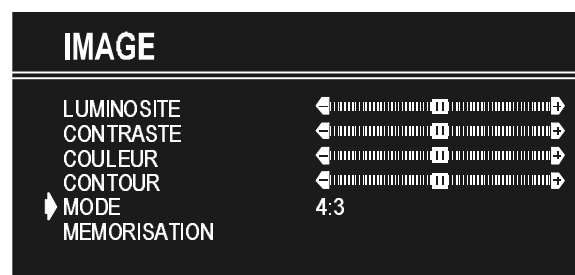 IMAGE
LUMINOSITE
CONTRASTE
COULEUR
CONTOUR
MODE 4:3
MEMORISATION